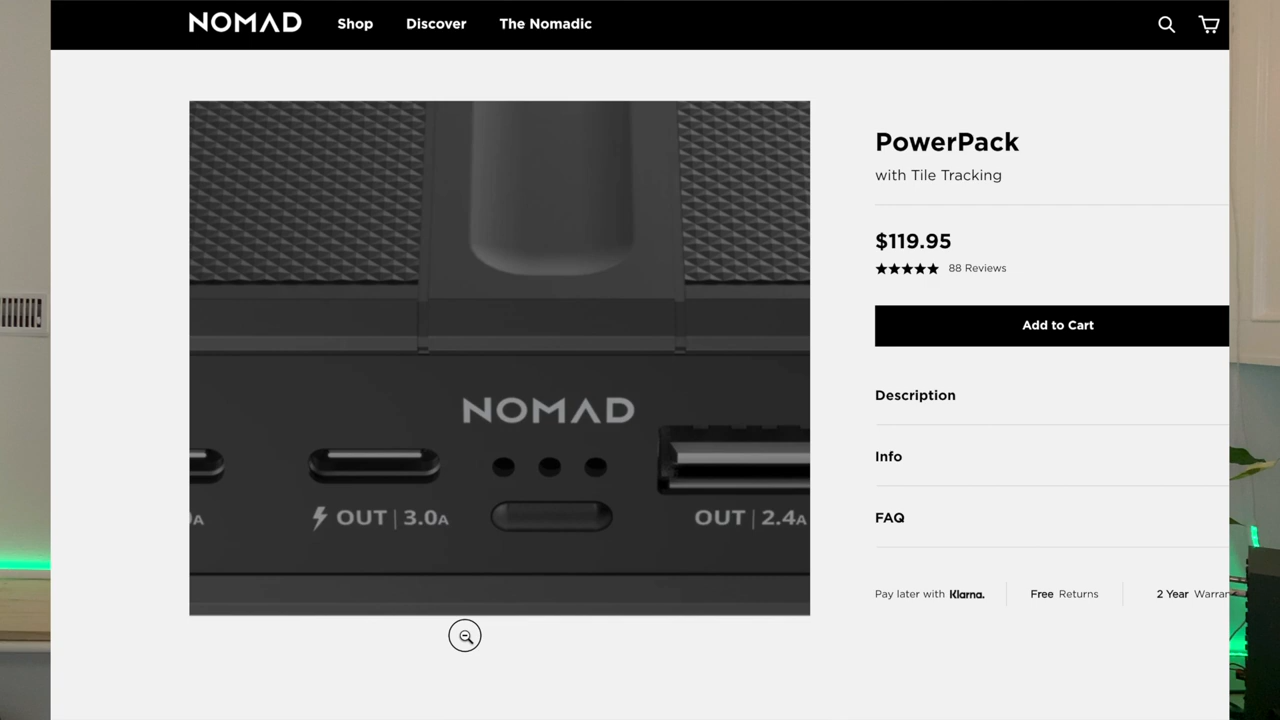 NOMAD
Shop
Discover
The Nomadic
PowerPack
with Tile Tracking
$119.95
88 Reviews
Add to Cart
NOMAD
A
OUT | 3.0A
OUT | 2.4A
Description
Info
FAQ
Pay later with Klarna.
Free Returns
2 Year Warran